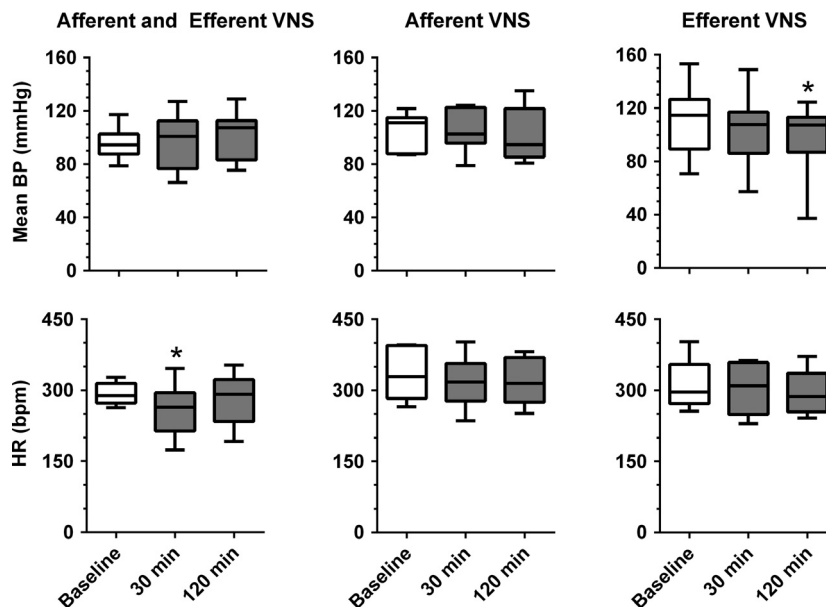 Afferent and Efferent VNS
Afferent VNS
Efferent VNS
Mean BP (mmHg)
160
120
80
40
0
160
120
80
40
0
160
120
80
40
0
*
HR (bpm)
450
300
150
0
*
450
300
150
0
450
300
150
0
Baseline
30 min
120 min
Baseline
30 min
120 min
Baseline
30 min
120 min